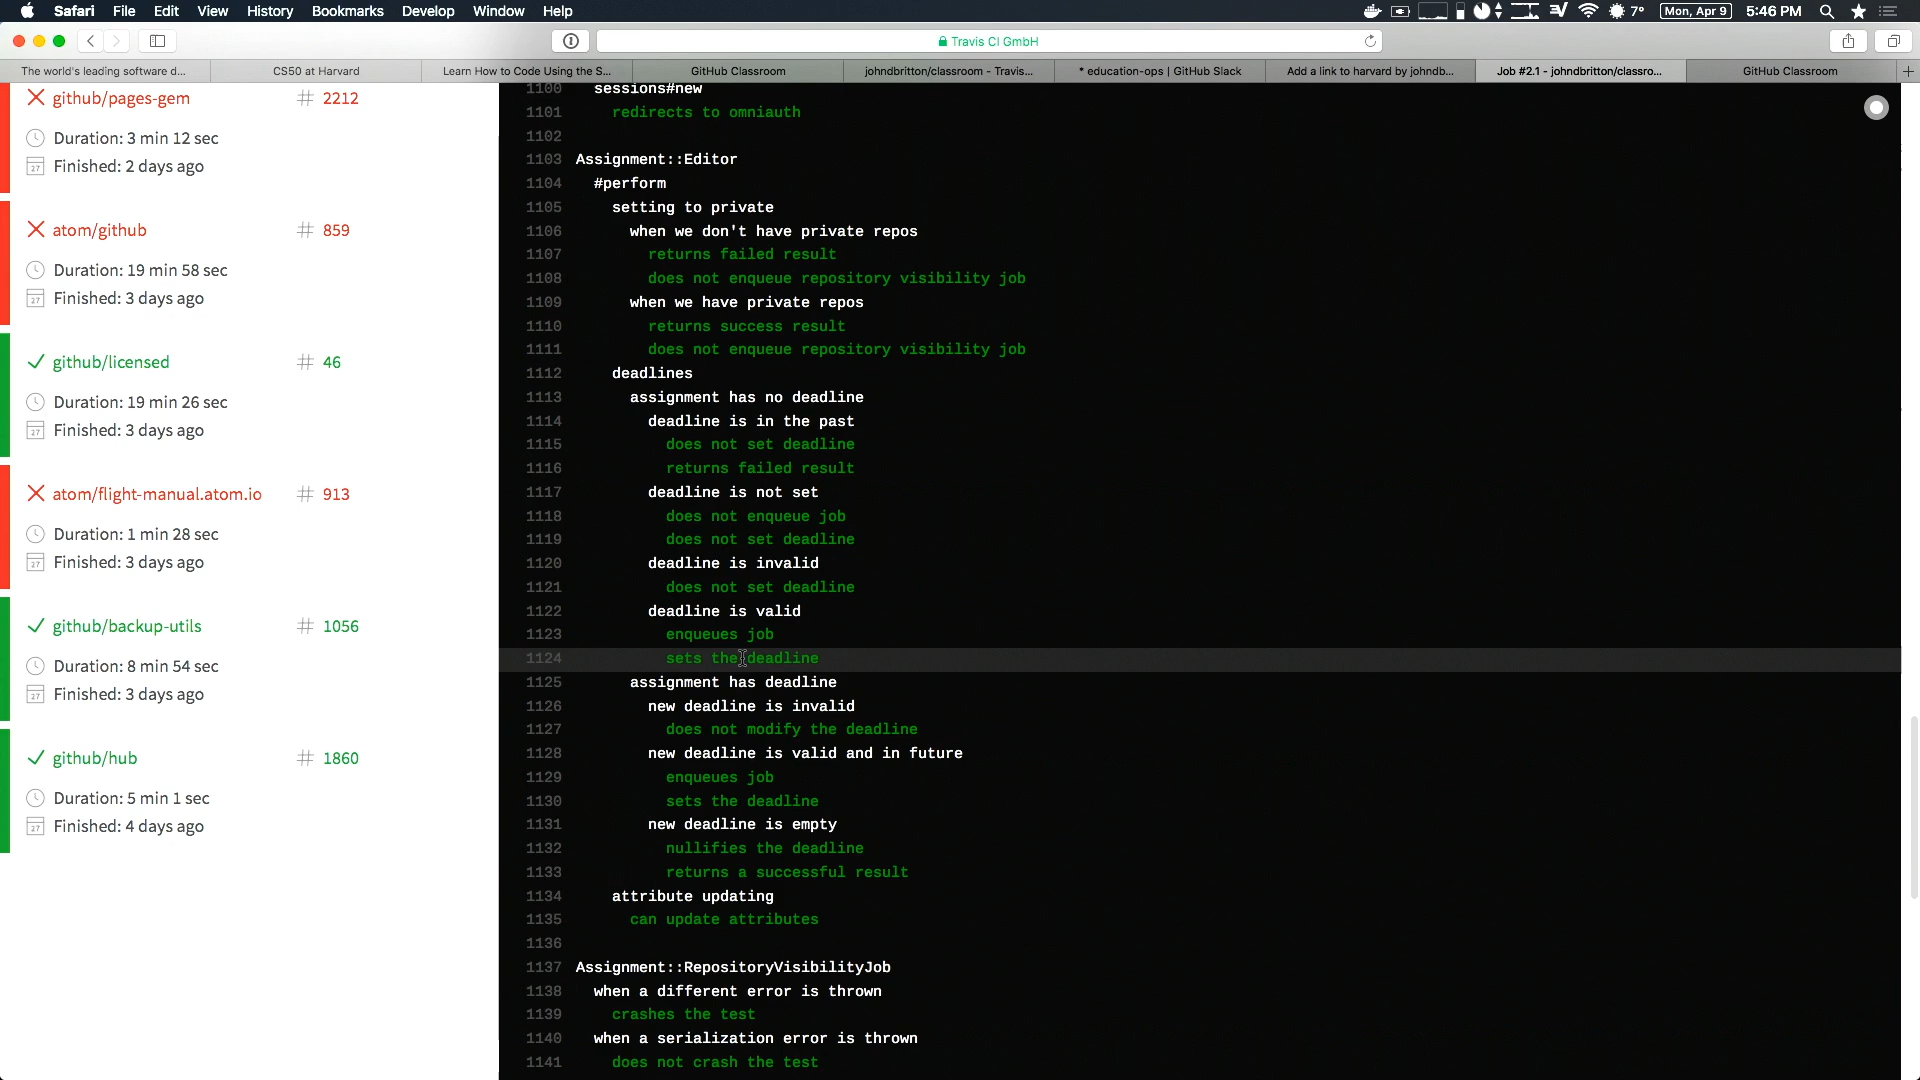 Safari File Edit View History Bookmarks Develop Window Help
7° Mon, Apr 9 5:46 PM
Travis CI GmbH
The world's leading software d... CS50 at Harvard Learn How to Code Using the S... GitHub Classroom johndbritton/classroom - Travis... * education-ops | GitHub Slack Add a link to harvard by johndb... Job #2.1 - johndbritton/classro... GitHub Classroom
github/pages-gem # 2212
Duration: 3 min 12 sec
27 Finished: 2 days ago
atom/github # 859
Duration: 19 min 58 sec
27 Finished: 3 days ago
github/licensed # 46
Duration: 19 min 26 sec
27 Finished: 3 days ago
atom/flight-manual.atom.io # 913
Duration: 1 min 28 sec
27 Finished: 3 days ago
github/backup-utils # 1056
Duration: 8 min 54 sec
27 Finished: 3 days ago
github/hub # 1860
Duration: 5 min 1 sec
27 Finished: 4 days ago
1100 sessions#new
1101 redirects to omniauth
1102
1103 Assignment::Editor
1104 #perform
1105 setting to private
1106 when we don't have private repos
1107 returns failed result
1108 does not enqueue repository visibility job
1109 when we have private repos
1110 returns success result
1111 does not enqueue repository visibility job
1112 deadlines
1113 assignment has no deadline
1114 deadline is in the past
1115 does not set deadline
1116 returns failed result
1117 deadline is not set
1118 does not enqueue job
1119 does not set deadline
1120 deadline is invalid
1121 does not set deadline
1122 deadline is valid
1123 enqueues job
1124 sets the deadline
1125 assignment has deadline
1126 new deadline is invalid
1127 does not modify the deadline
1128 new deadline is valid and in future
1129 enqueues job
1130 sets the deadline
1131 new deadline is empty
1132 nullifies the deadline
1133 returns a successful result
1134 attribute updating
1135 can update attributes
1136
1137 Assignment::RepositoryVisibilityJob
1138 when a different error is thrown
1139 crashes the test
1140 when a serialization error is thrown
1141 does not crash the test